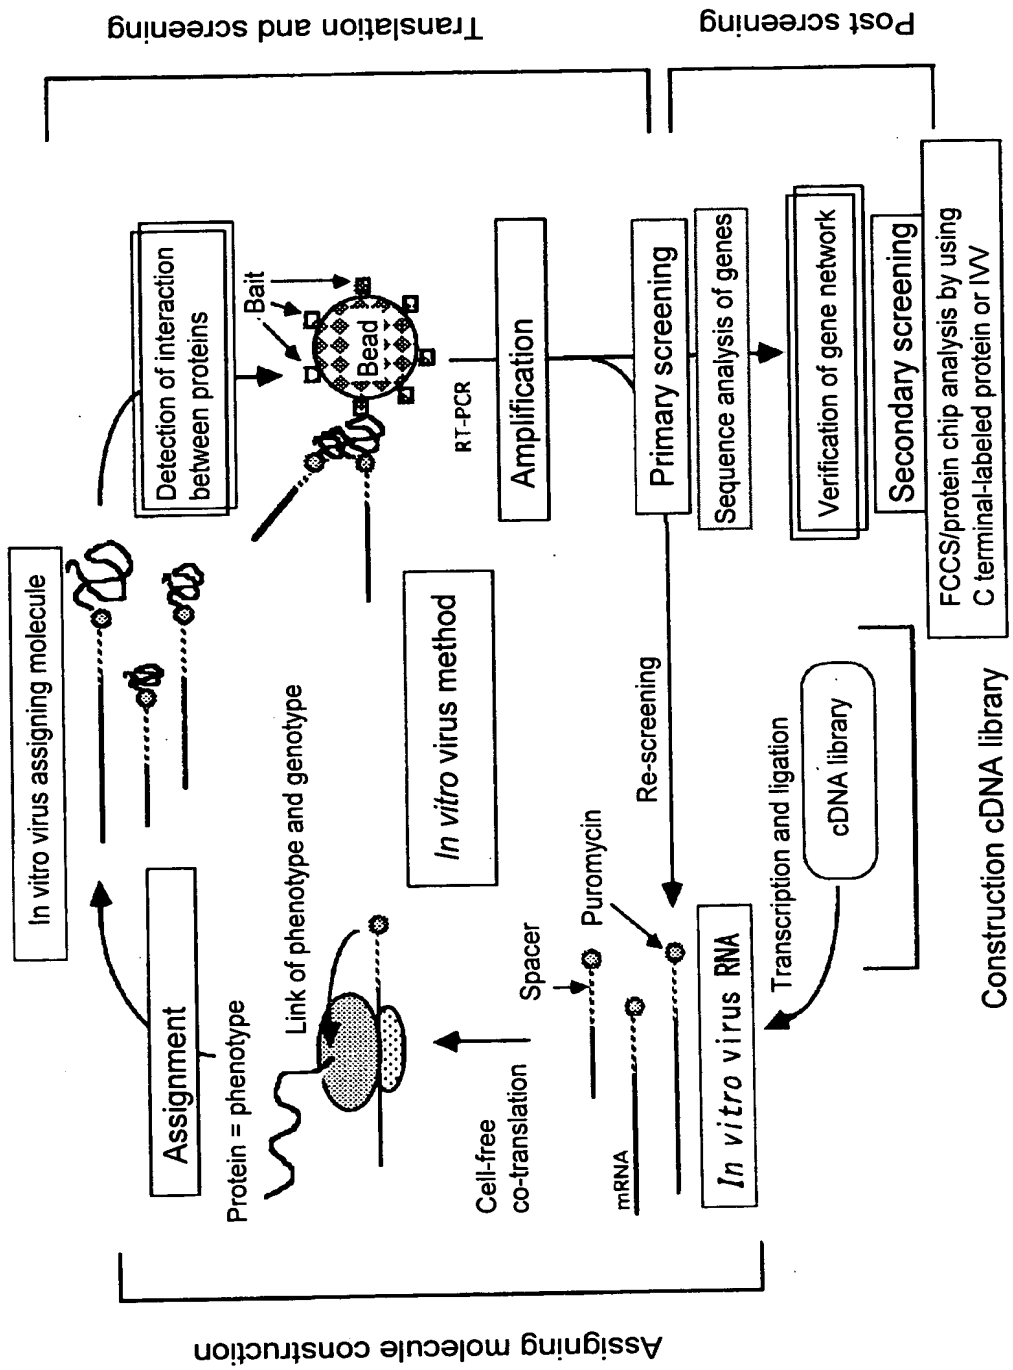 Assigning molecule construction
Translation and screening
Post screening
Construction cDNA library
In vitro virus assigning molecule
Assignment
Protein = phenotype
Link of phenotype and genotype
Cell-free
co-translation
Spacer
Puromycin
mRNA
In vitro virus RNA
Transcription and ligation
cDNA library
In vitro virus method
Re-screening
Detection of interaction
between proteins
Bait
Bead
RT-PCR
Amplification
Primary screening
Sequence analysis of genes
Verification of gene network
Secondary screening
FCCS/protein chip analysis by using
C terminal-labeled protein or IVV